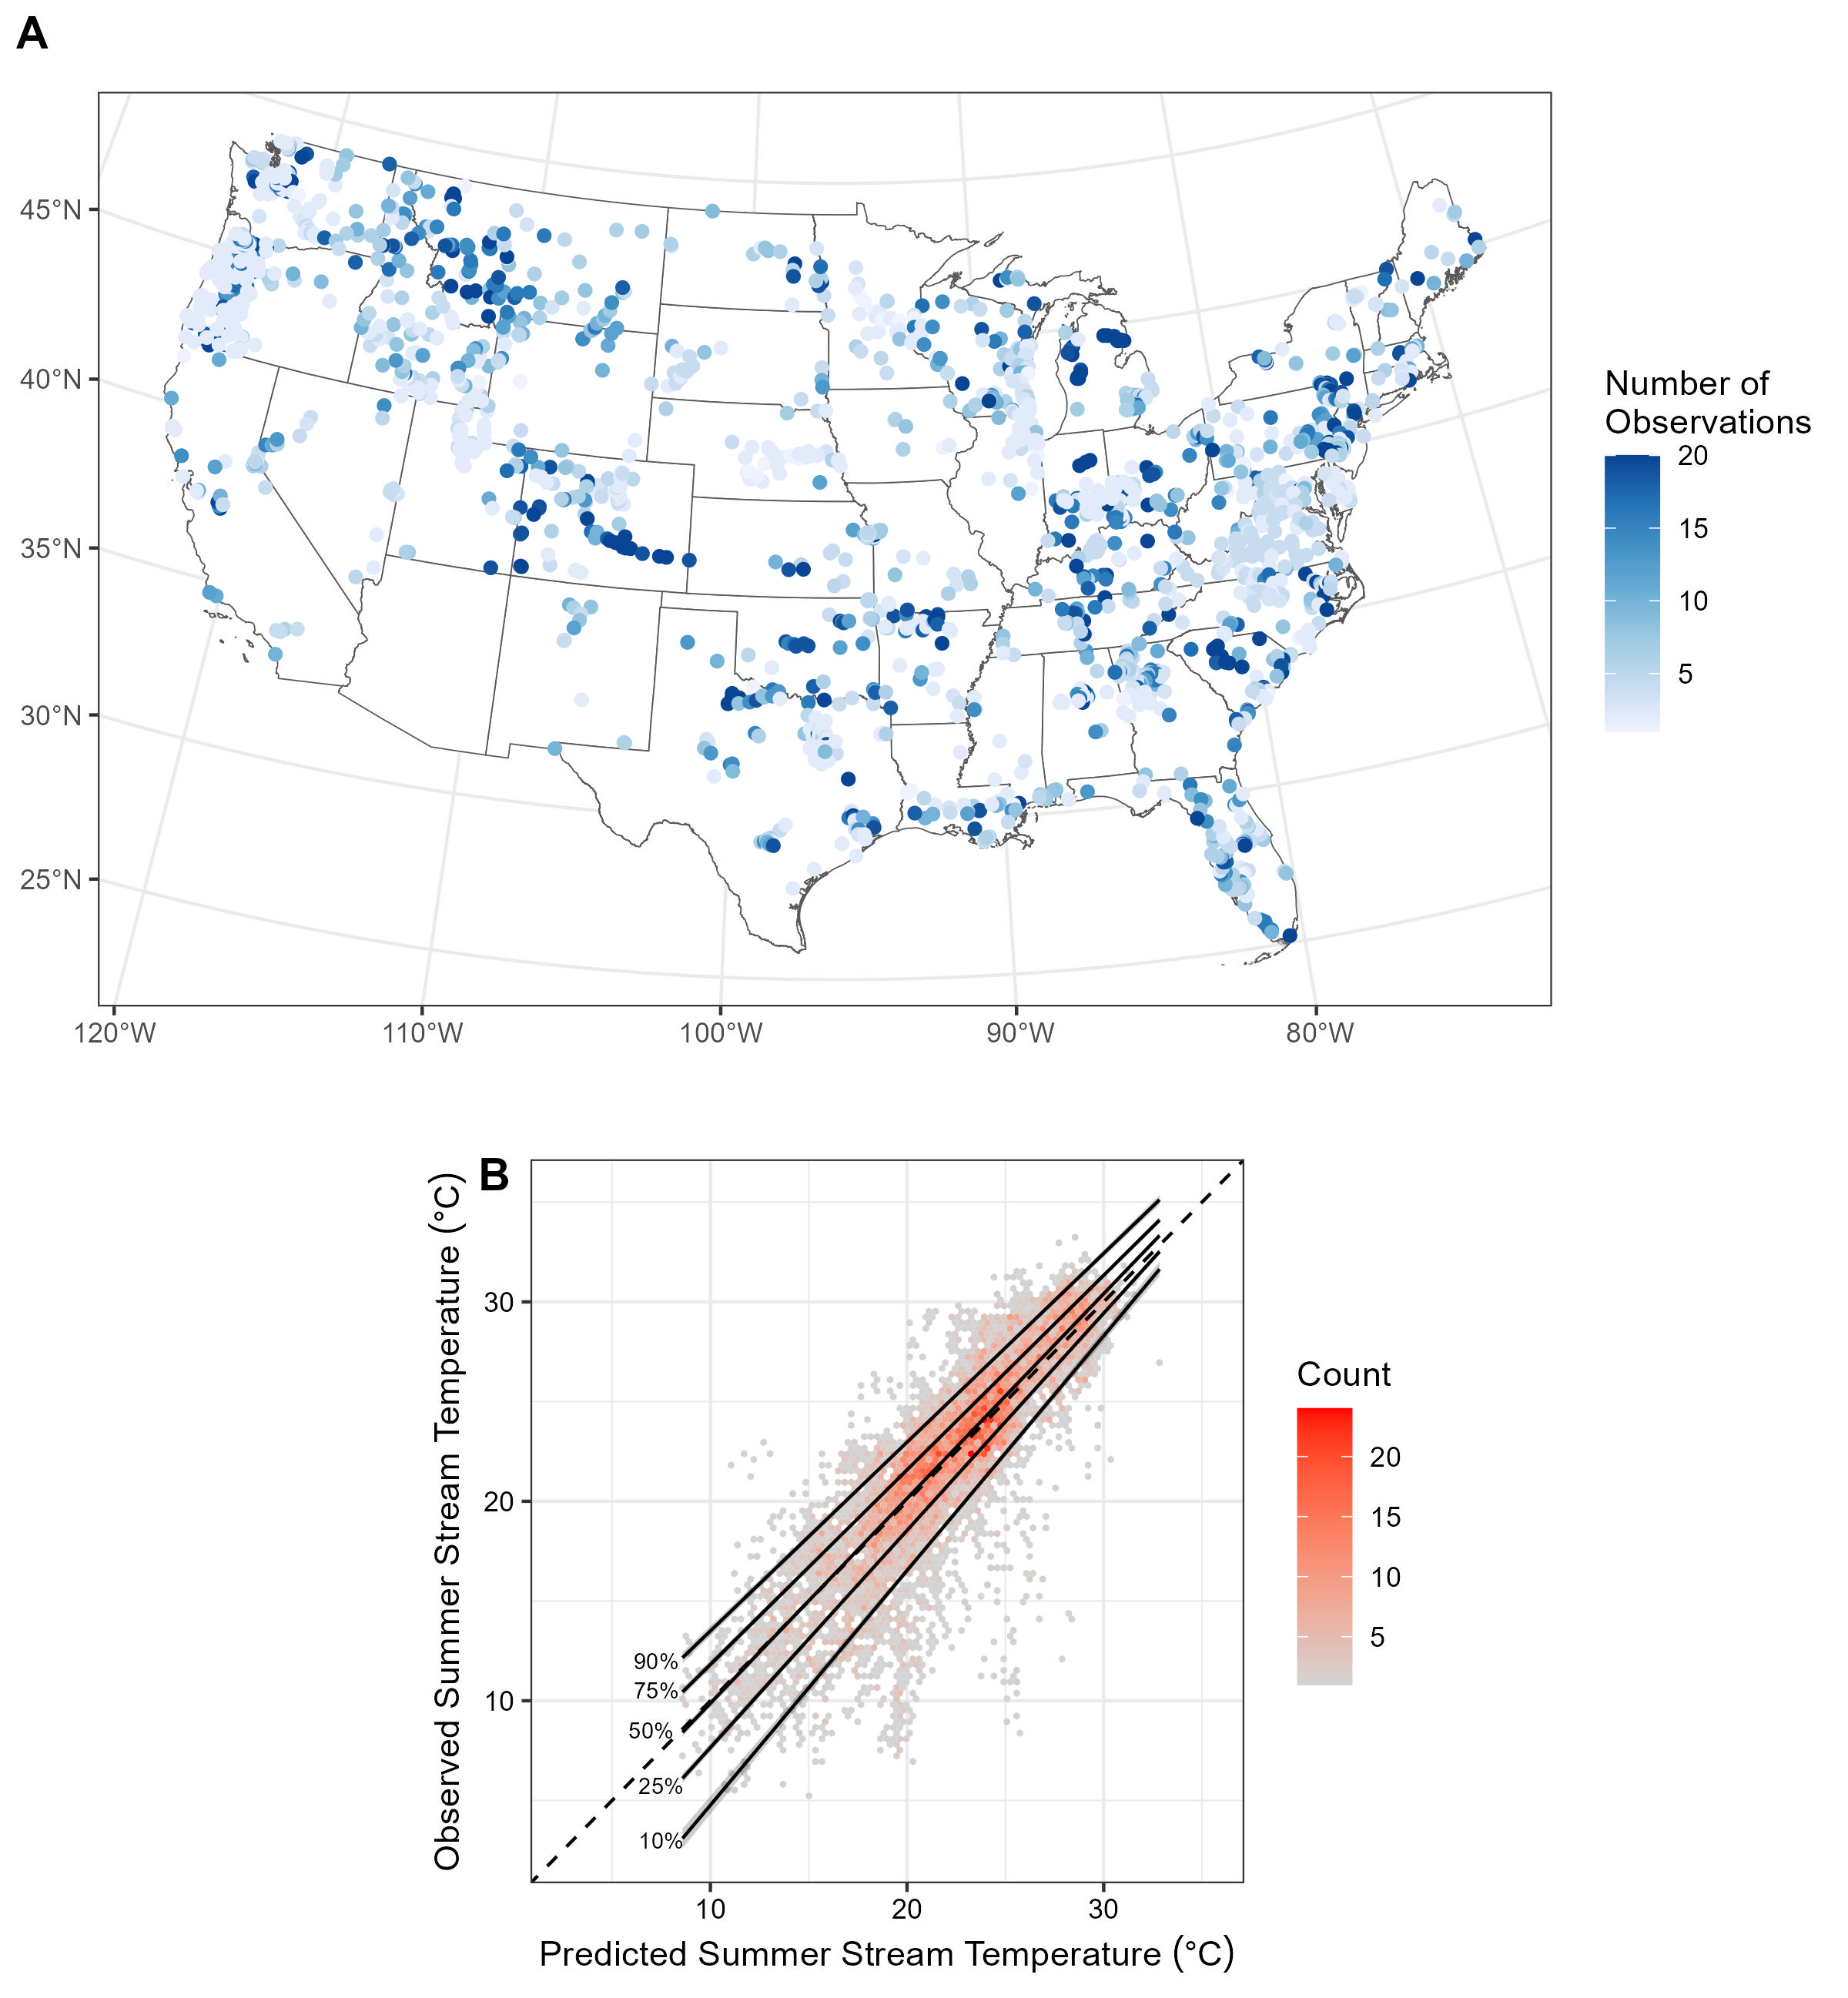 A
45°N
40°N
35°N
30°N
25°N
120°W
110°W
100°W
90°W
80°W
Number of
Observations
20
15
10
5
B
Observed Summer Stream Temperature (°C)
30
20
10
90%
75%
50%
25%
10%
10
20
30
Predicted Summer Stream Temperature (°C)
Count
20
15
10
5